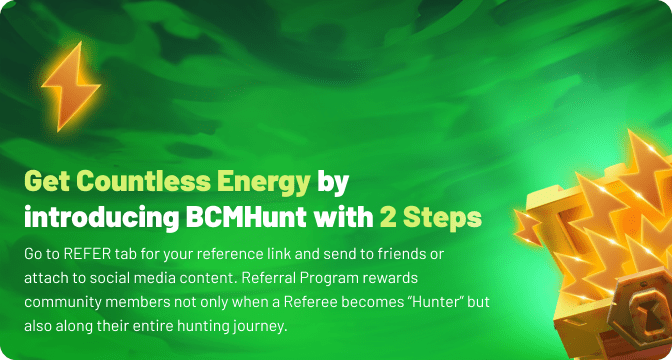 Get Countless Energy by
introducing BCMHunt with 2 Steps
Go to REFER tab for your reference link and send to friends or
attach to social media content. Referral Program rewards
community members not only when a Referee becomes “Hunter” but
also along their entire hunting journey.